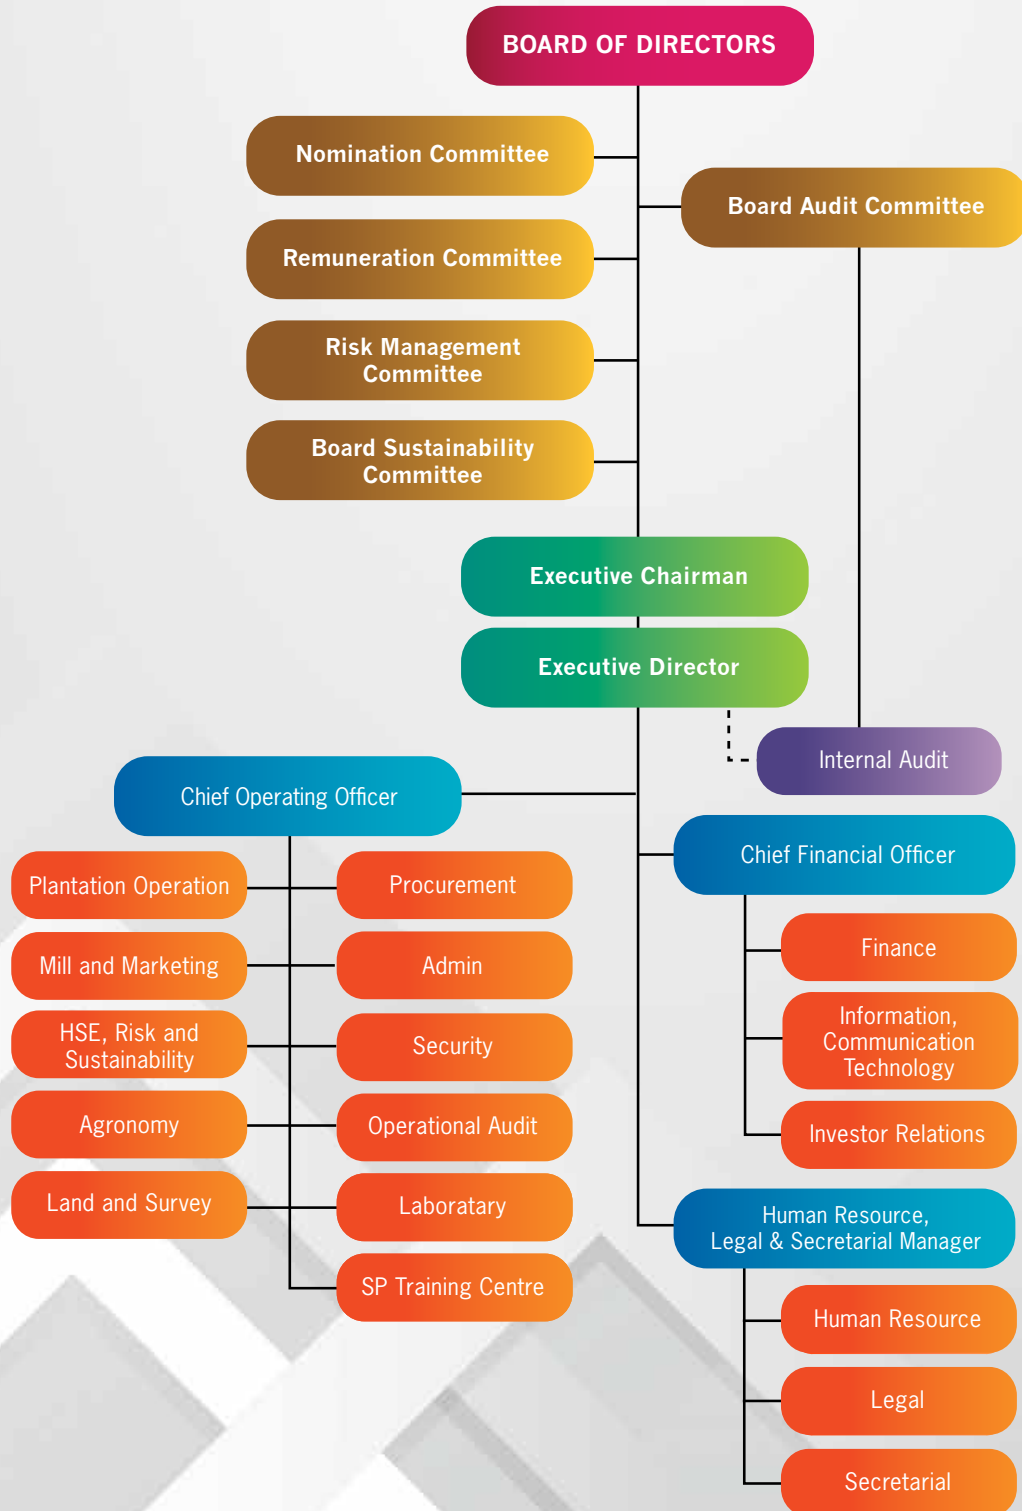 BOARD OF DIRECTORS
Nomination Committee
Board Audit Committee
Remuneration Committee
Risk Management
Committee
Board Sustainability
Committee
Executive Chairman
Executive Director
Internal Audit
Chief Operating Officer
Plantation Operation
Procurement
Mill and Marketing
Admin
HSE, Risk and
Sustainability
Security
Agronomy
Operational Audit
Land and Survey
Laboratary
SP Training Centre
Chief Financial Officer
Finance
Information,
Communication
Technology
Investor Relations
Human Resource,
Legal & Secretarial Manager
Human Resource
Legal
Secretarial